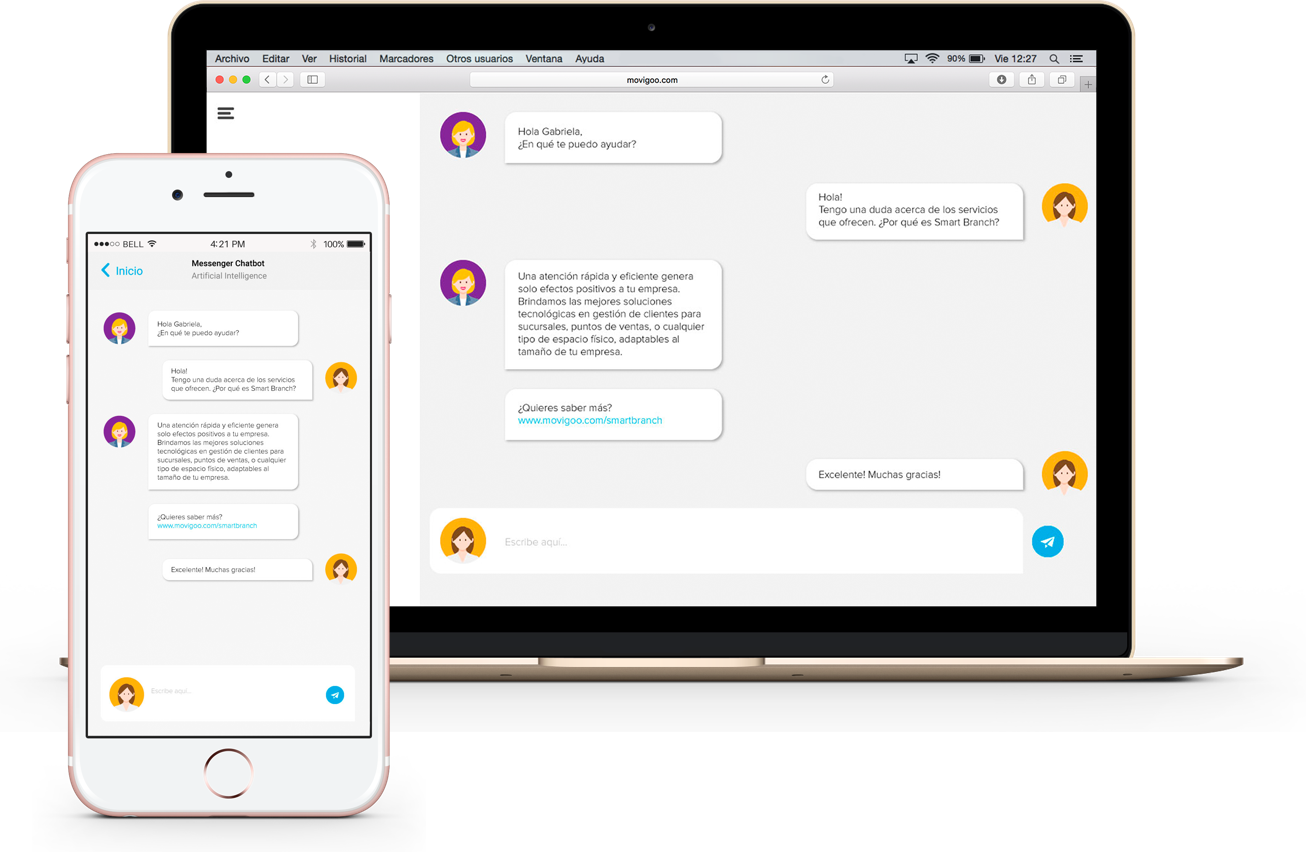 Archivo Editar Ver Historial Marcadores Otros usuarios Ventana Ayuda 90% Vie 12:27
movigoo.com
Hola Gabriela,
¿En qué te puedo ayudar?
Hola!
Tengo una duda acerca de los servicios
que ofrecen. ¿Por qué es Smart Branch?
Una atención rápida y eficiente genera
solo efectos positivos a tu empresa.
Brindamos las mejores soluciones
tecnológicas en gestión de clientes para
sucursales, puntos de ventas, o cualquier
tipo de espacio físico, adaptables al
tamaño de tu empresa.
¿Quieres saber más?
www.movigoo.com/smartbranch
Excelente! Muchas gracias!
Escribe aquí...
BELL 4:21 PM 100%
Messenger Chatbot
Inicio
Artificial Intelligence
Hola Gabriela,
¿En qué te puedo ayudar?
Hola!
Tengo una duda acerca de los servicios
que ofrecen. ¿Por qué es Smart Branch?
Una atención rápida y eficiente genera
solo efectos positivos a tu empresa.
Brindamos las mejores soluciones
tecnológicas en gestión de clientes para
sucursales, puntos de ventas, o cualquier
tipo de espacio físico, adaptables al
tamaño de tu empresa.
¿Quieres saber más?
www.movigoo.com/smartbranch
Excelente! Muchas gracias!
Escribe aquí...